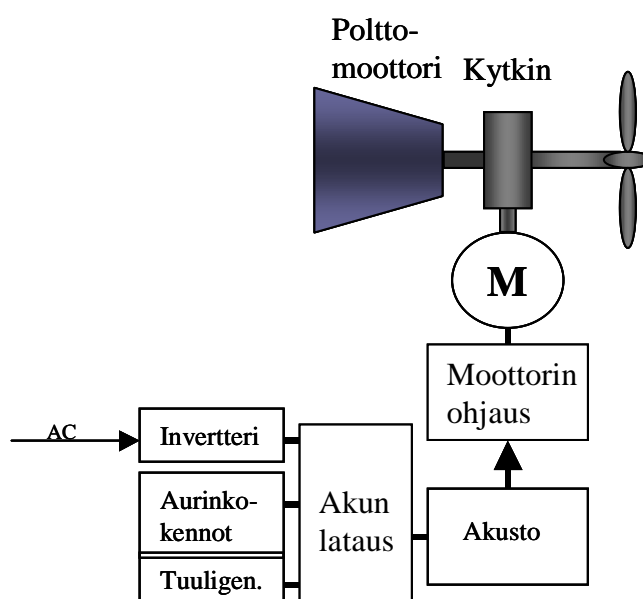 Poltto-
moottori
Kytkin
M
Moottorin
ohjaus
AC
Invertteri
Aurinko-
kennot
Tuuligen.
Akun
lataus
Akusto